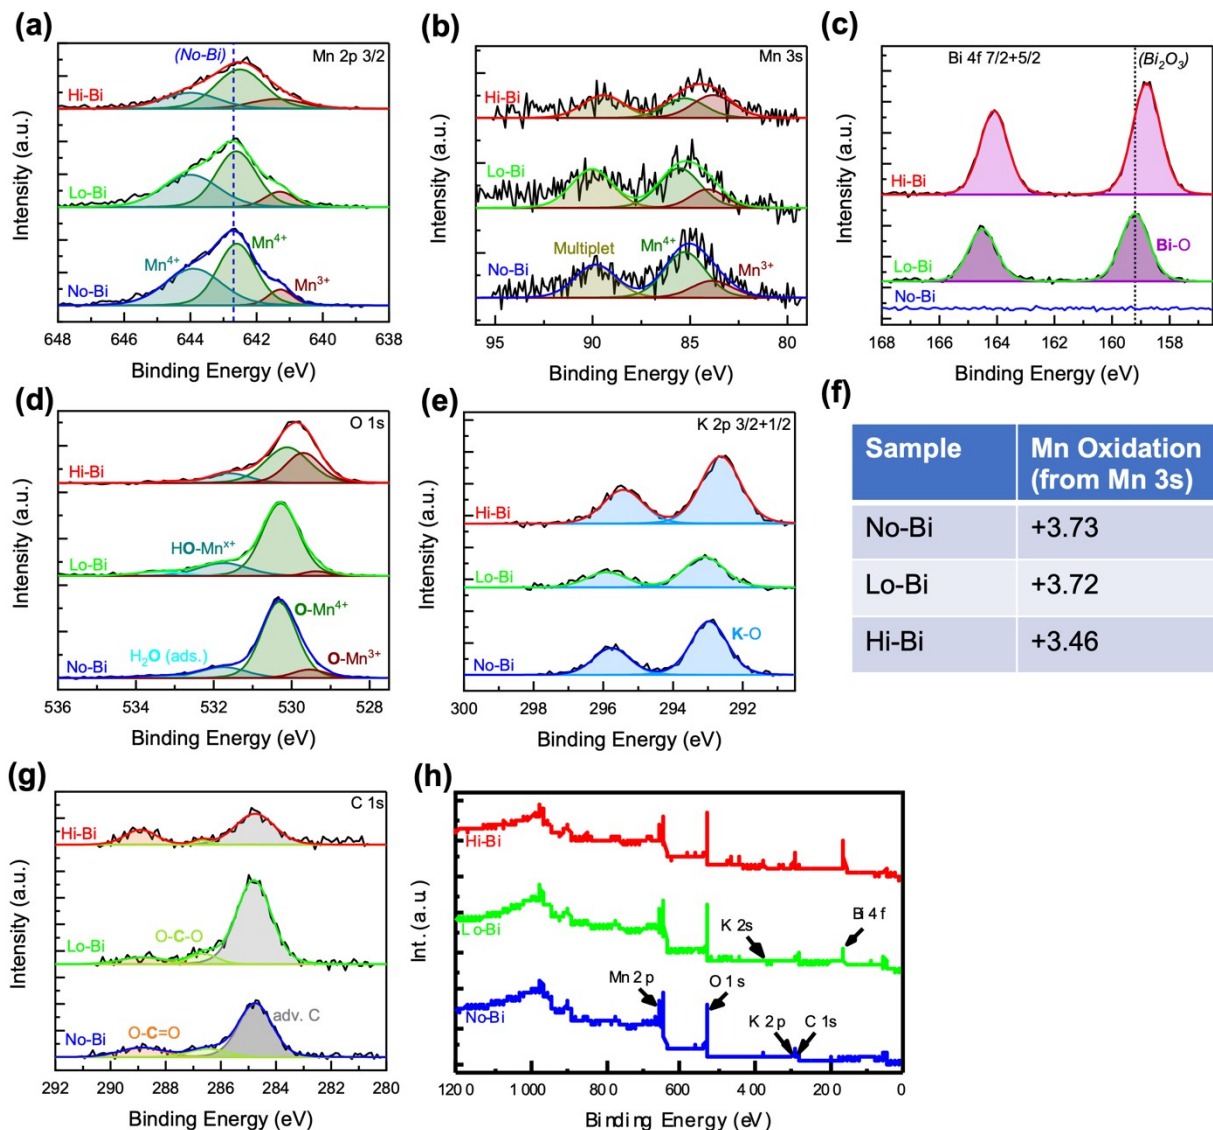 (a)
Mn 2p 3/2
(No-Bi)
Hi-Bi
Lo-Bi
Mn4+
Mn4+
Mn3+
No-Bi
Intensity (a.u.)
648 646 644 642 640 638
Binding Energy (eV)
(b)
Mn 3s
Hi-Bi
Lo-Bi
Multiplet
Mn4+
Mn3+
No-Bi
Intensity (a.u.)
95 90 85 80
Binding Energy (eV)
(c)
Bi 4f 7/2+5/2
(Bi2O3)
Hi-Bi
Bi-O
Lo-Bi
No-Bi
Intensity (a.u.)
168 166 164 162 160 158
Binding Energy (eV)
(d)
O 1s
Hi-Bi
HO-Mnx+
Lo-Bi
O-Mn4+
H2O (ads.)
O-Mn3+
No-Bi
Intensity (a.u.)
536 534 532 530 528
Binding Energy (eV)
(e)
K 2p 3/2+1/2
Hi-Bi
Lo-Bi
K-O
No-Bi
Intensity (a.u.)
300 298 296 294 292
Binding Energy (eV)
(f)
Sample Mn Oxidation
(from Mn 3s)
No-Bi +3.73
Lo-Bi +3.72
Hi-Bi +3.46
(g)
C 1s
Hi-Bi
O-C-O
Lo-Bi
O-C=O
adv. C
No-Bi
Intensity (a.u.)
292 290 288 286 284 282 280
Binding Energy (eV)
(h)
Hi-Bi
Bi 4f
Lo-Bi
K 2s
Mn 2p
O 1s
No-Bi
K 2p C 1s
Int. (a.u.)
1200 1000 800 600 400 200 0
Binding Energy (eV)